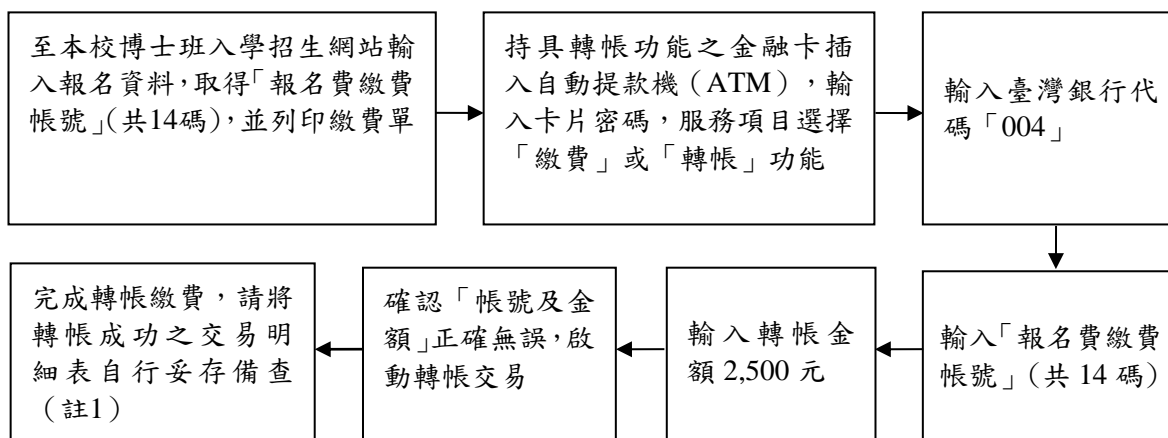 至本校博士班入學招生網站輸
入報名資料，取得「報名費繳費
帳號」（共14碼），並列印繳費單
持具轉帳功能之金融卡插
入自動提款機（ATM），輸
入卡片密碼，服務項目選擇
「繳費」或「轉帳」功能
輸入臺灣銀行代
碼「004」
輸入「報名費繳費
帳號」（共 14 碼）
輸入轉帳金
額 2,500 元
確認「帳號及金
額」正確無誤，啟
動轉帳交易
完成轉帳繳費，請將
轉帳成功之交易明
細表自行妥存備查
（註1）